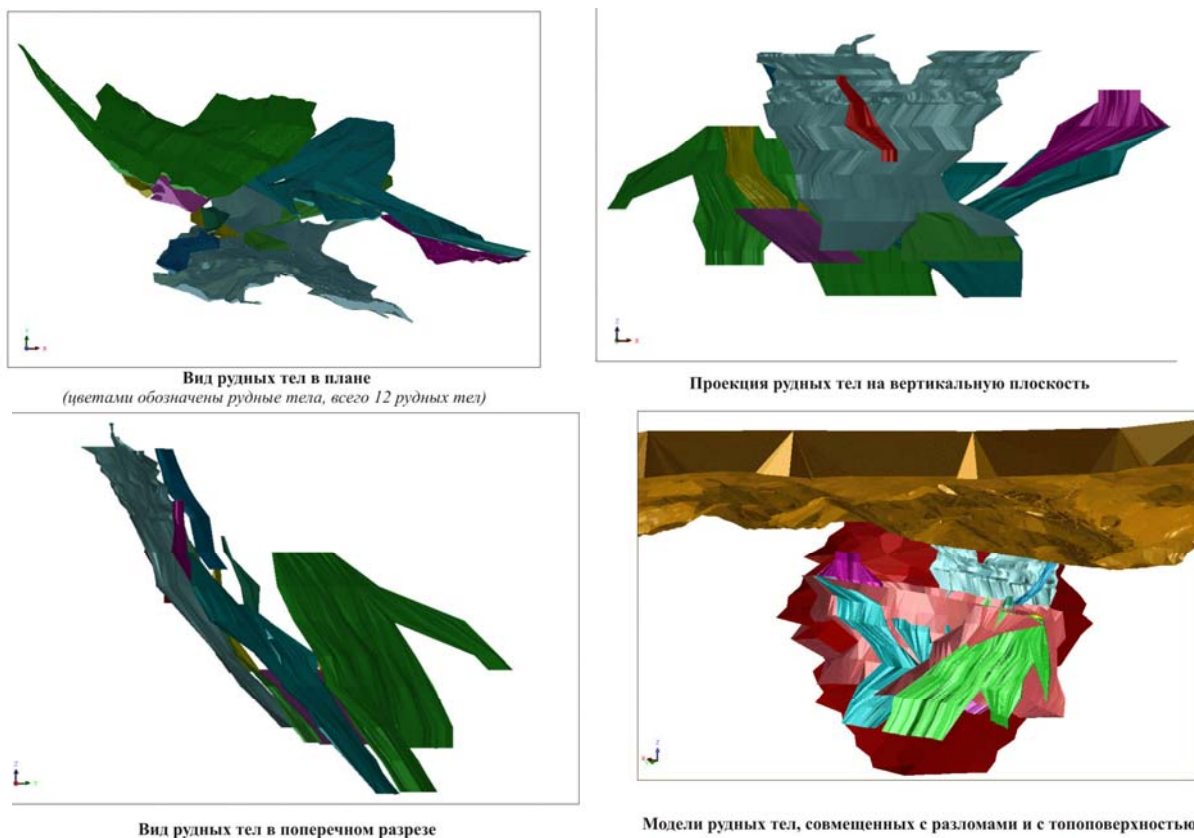 Вид рудных тел в плане
(цветами обозначены рудные тела, всего 12 рудных тел)
Проекция рудных тел на вертикальную плоскость
Вид рудных тел в поперечном разрезе
Модели рудных тел, совмещенных с разломами и с топоповерхностью